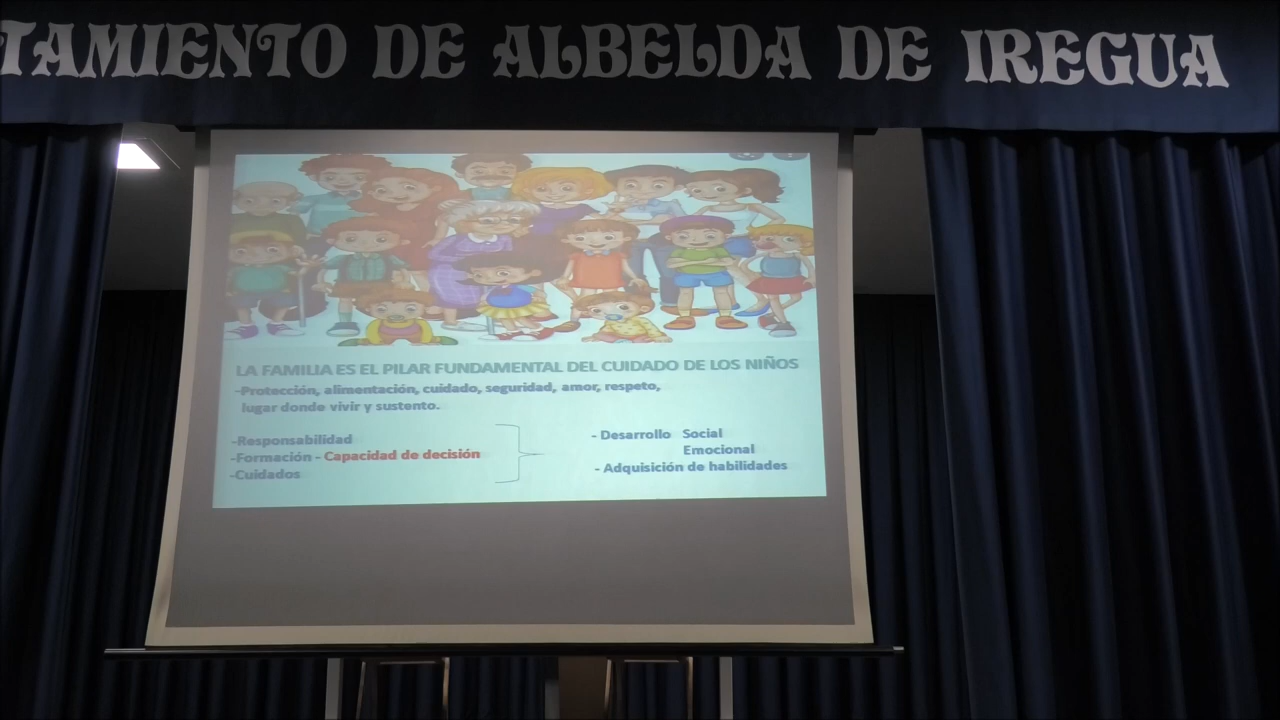 TAMIENTO DE ALBELDA DE IREGUA
LA FAMILIA ES EL PILAR FUNDAMENTAL DEL CUIDADO DE LOS NIÑOS
-Protección, alimentación, cuidado, seguridad, amor, respeto,
lugar donde vivir y sustento.
-Responsabilidad
-Formación - Capacidad de decisión
-Cuidados
- Desarrollo Social
Emocional
- Adquisición de habilidades